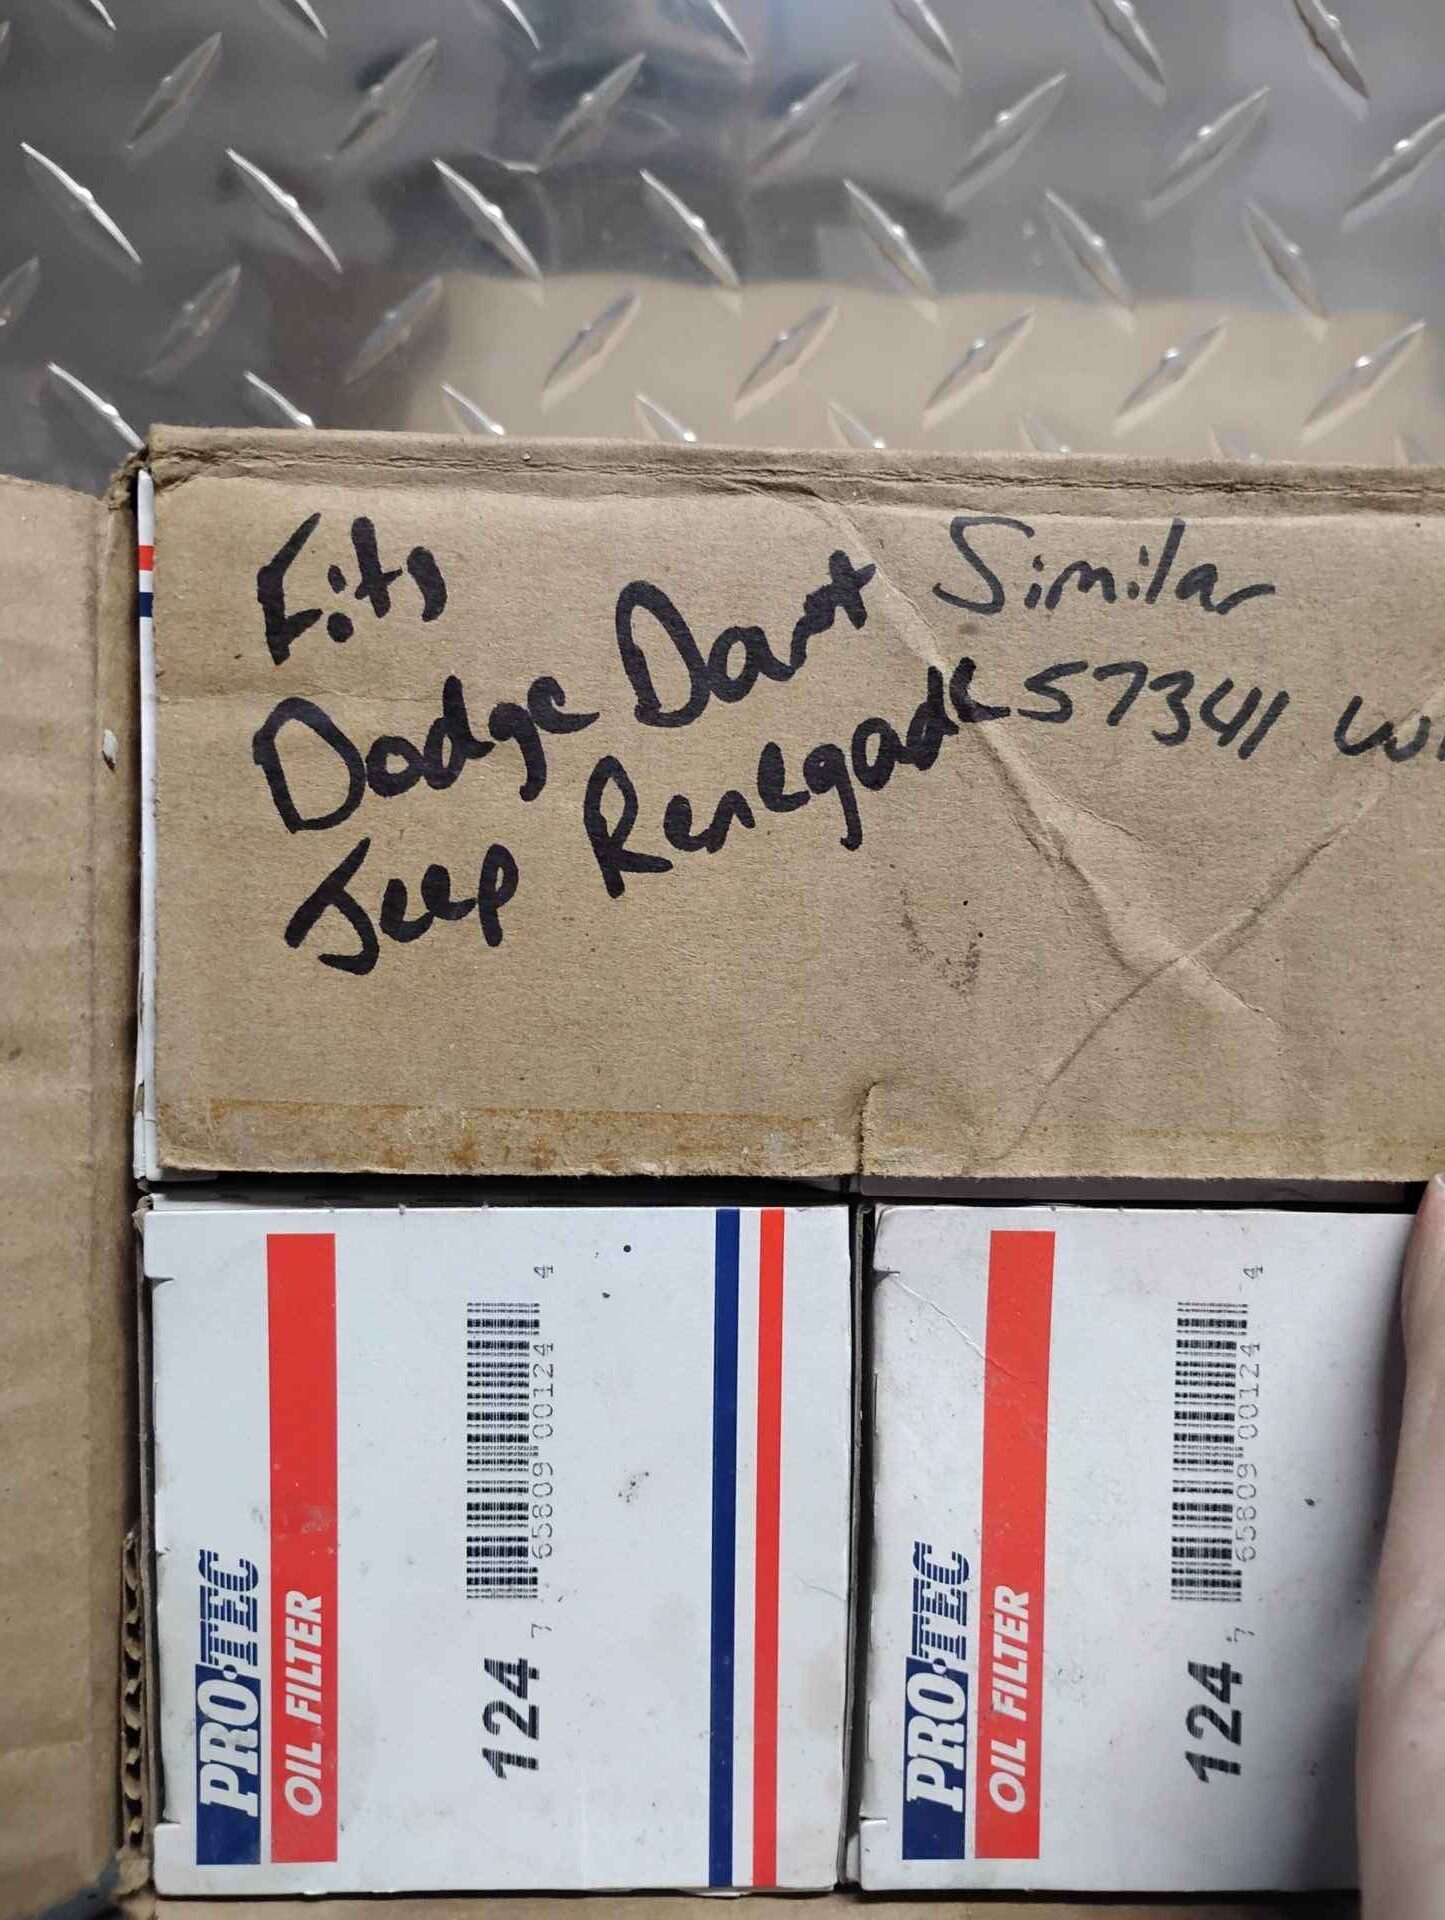 Fits
Dodge Dart
Jeep Renegade
Similar
57341
PRO·TEC
OIL FILTER
124
7 65809 00124 4
PRO·TEC
OIL FILTER
124
7 65809 00124 4